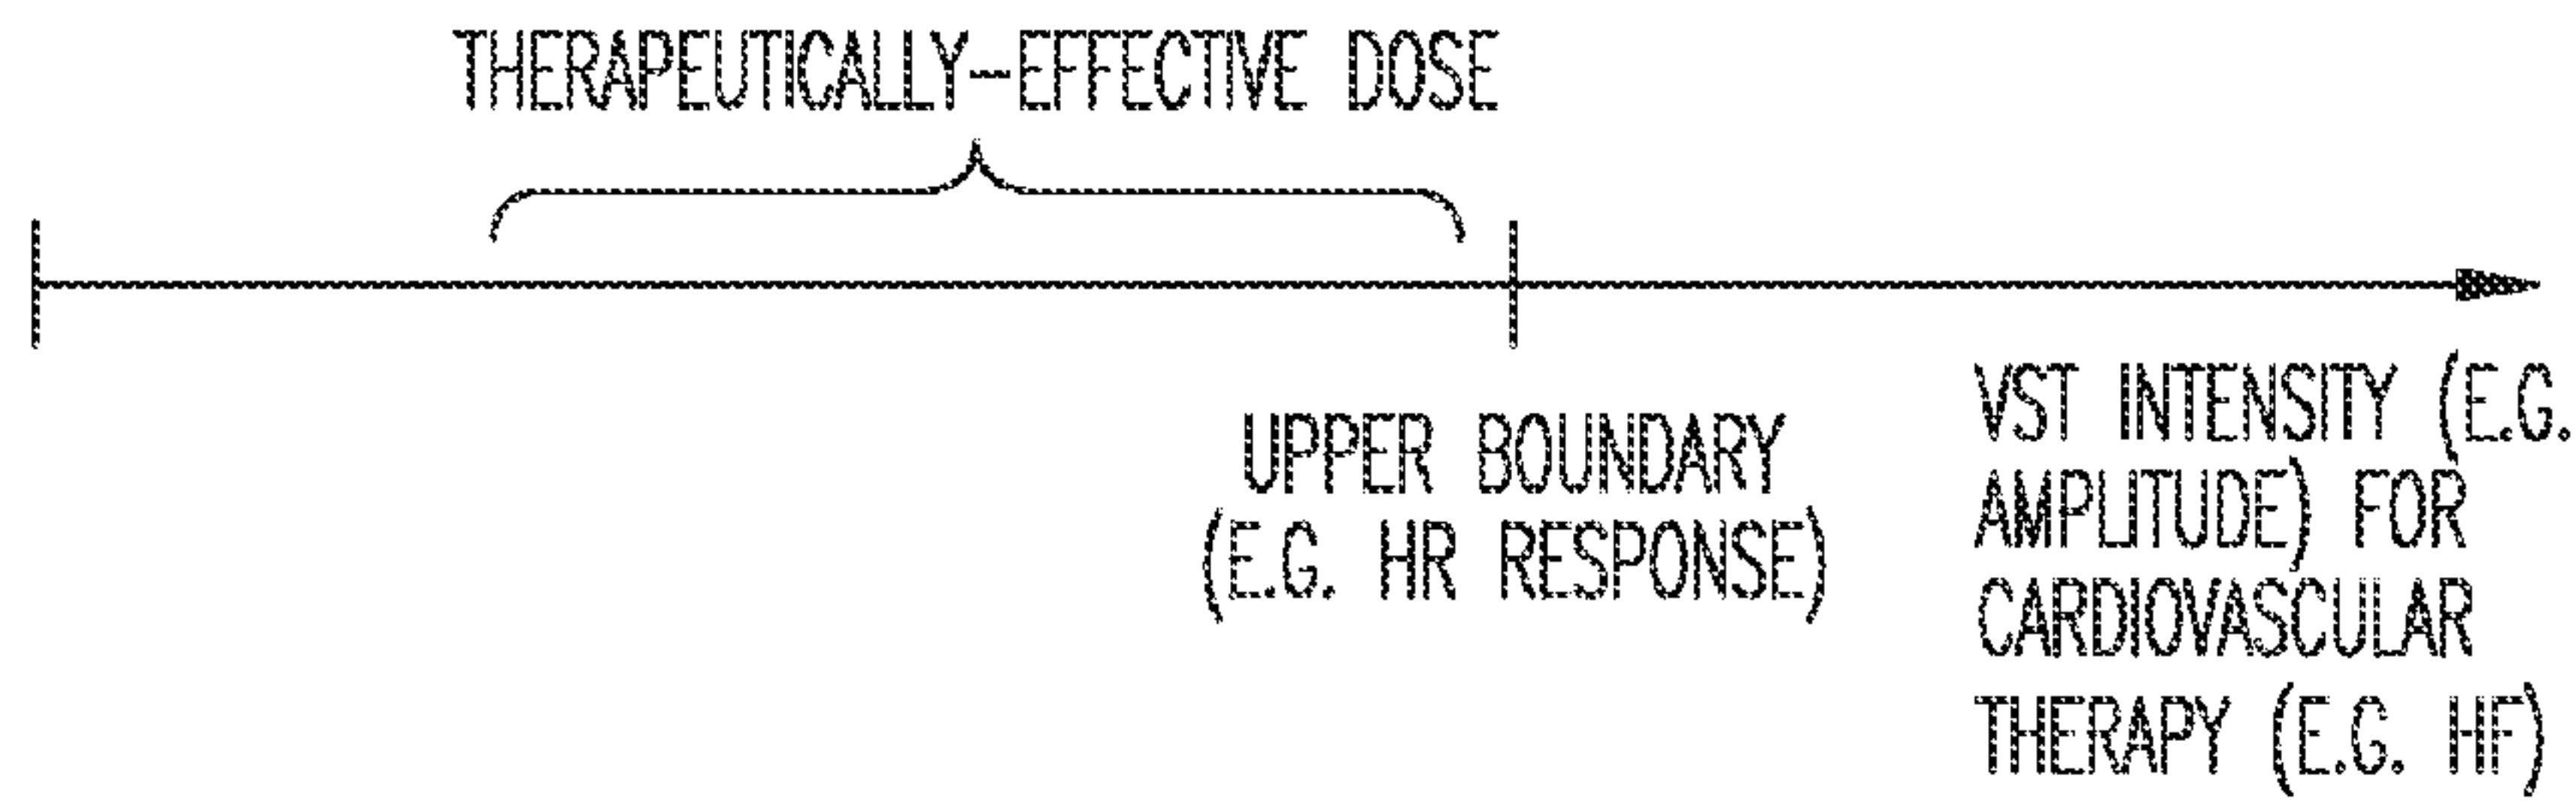 THERAPEUTICALLY-EFFECTIVE DOSE
UPPER BOUNDARY
(E.G. HR RESPONSE)
VST INTENSITY (E.G.
AMPLITUDE) FOR
CARDIOVASCULAR
THERAPY (E.G. HF)